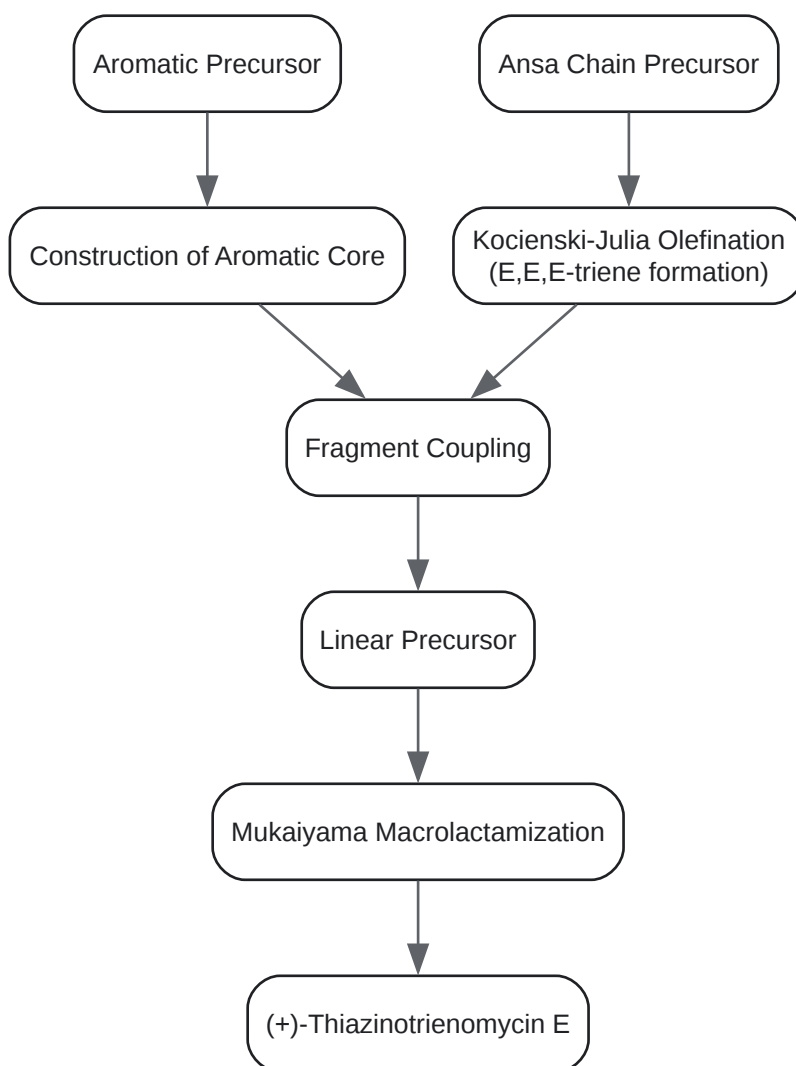 Aromatic Precursor
Ansa Chain Precursor
Construction of Aromatic Core
Kocienski-Julia Olefination
(E,E,E-triene formation)
Fragment Coupling
Linear Precursor
Mukaiyama Macrolactamization
(+)-Thiazinotrienomycin E